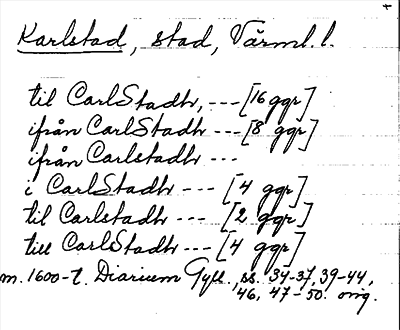 Karlstad, stad, Värml. l.
til CarlStadh, --- [16 ggr]
ifrån CarlStadh --- [8 ggr]
ifrån Carlstadh ---
i CarlStadh --- [4 ggr]
til Carlstadh --- [2 ggr]
till CarlStadh --- [4 ggr]
m. 1600-t. Diarium Gyll., ss. 34-37, 39-44,
46, 47-50. orig.